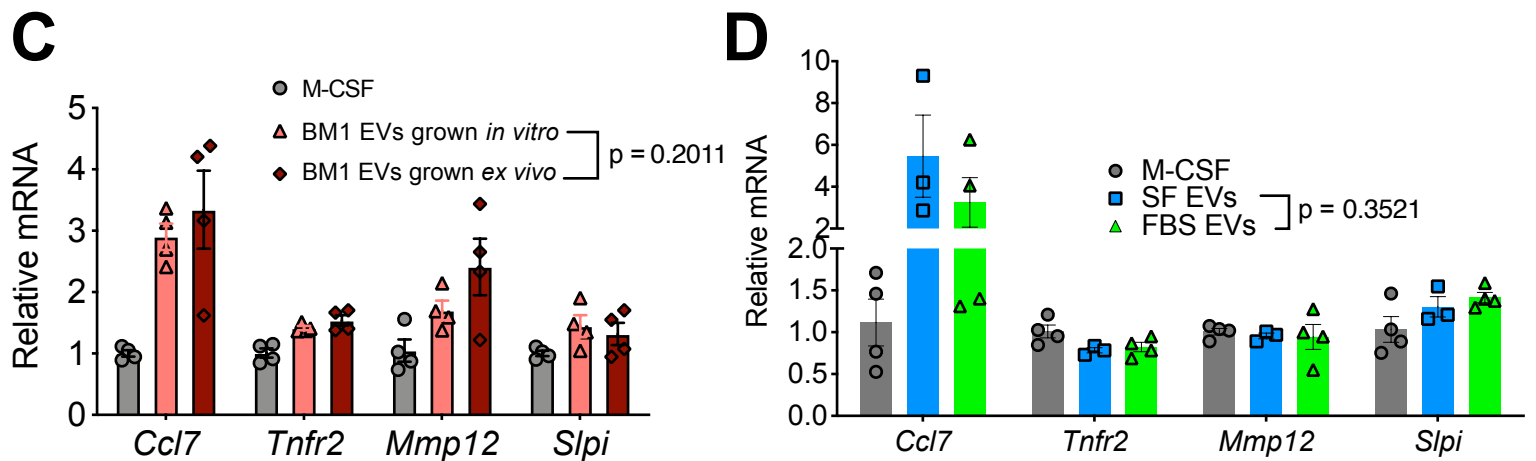 C
M-CSF
BM1 EVs grown in vitro
BM1 EVs grown ex vivo
p = 0.2011
Relative mRNA
5
4
3
2
1
0
Ccl7 Tnfr2 Mmp12 Slpi
D
M-CSF
SF EVs
FBS EVs
p = 0.3521
Relative mRNA
10
8
6
4
2
2.0
1.5
1.0
0.5
0.0
Ccl7 Tnfr2 Mmp12 Slpi